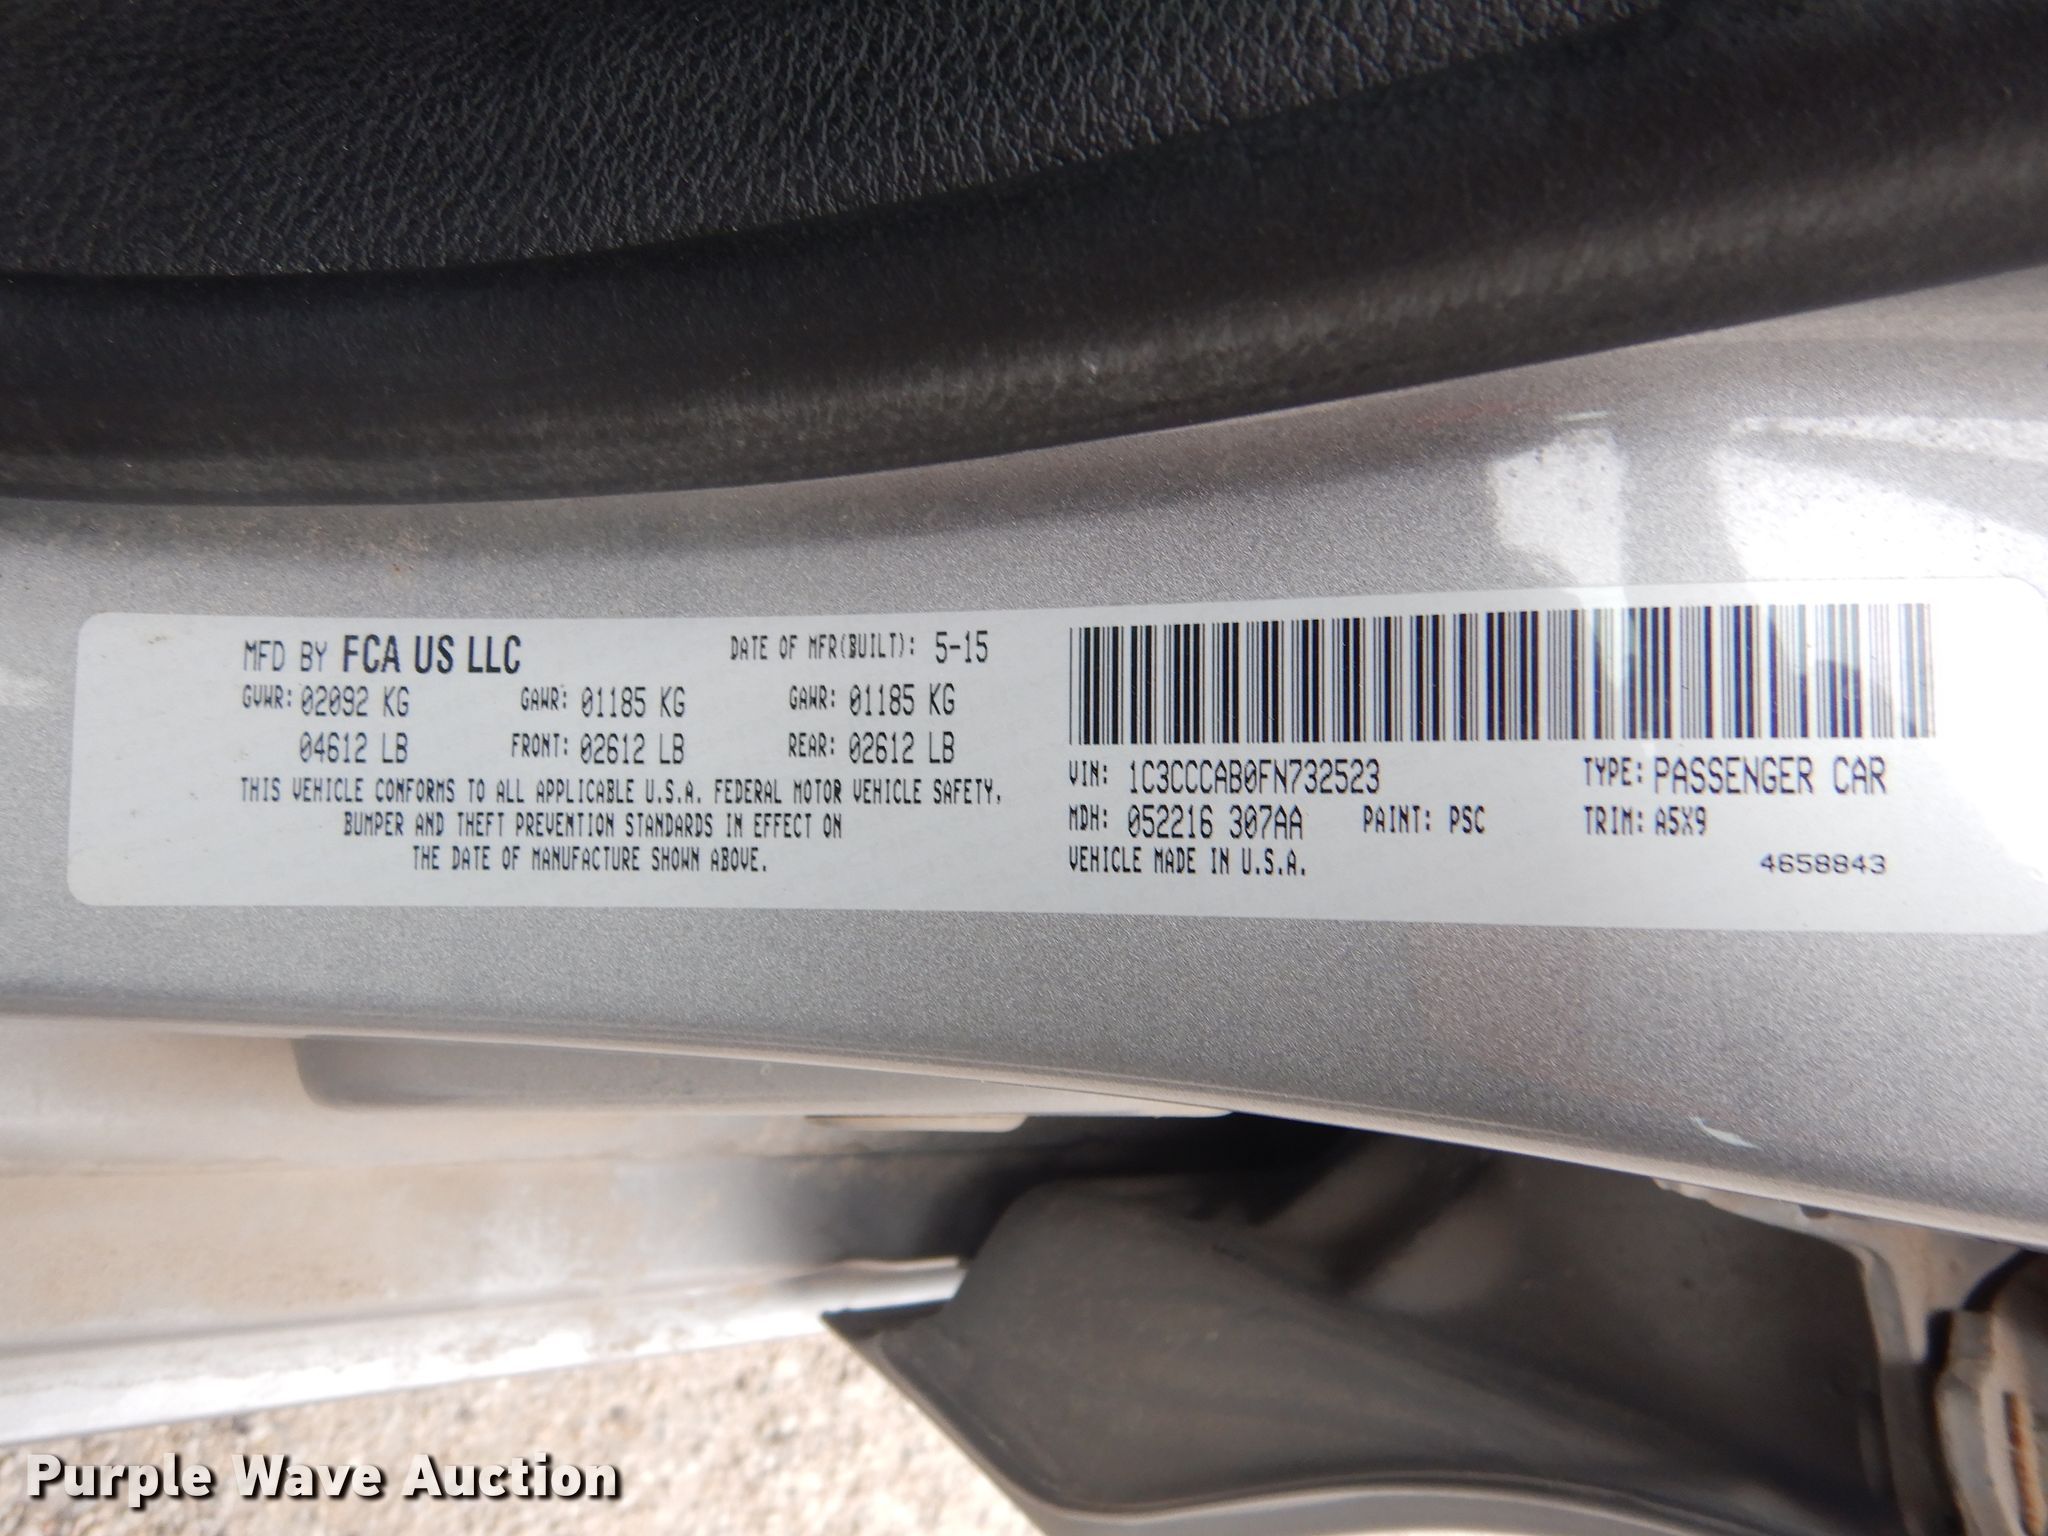 MFD BY FCA US LLC DATE OF MFR(BUILT): 5-15
GVWR: 02092 KG GAWR: 01185 KG GAWR: 01185 KG
04612 LB FRONT: 02612 LB REAR: 02612 LB
THIS VEHICLE CONFORMS TO ALL APPLICABLE U.S.A. FEDERAL MOTOR VEHICLE SAFETY,
BUMPER AND THEFT PREVENTION STANDARDS IN EFFECT ON
THE DATE OF MANUFACTURE SHOWN ABOVE.
VIN: 1C3CCCAB0FN732523 TYPE: PASSENGER CAR
MDH: 052216 307AA PAINT: PSC TRIM: A5X9
VEHICLE MADE IN U.S.A. 4658843
Purple Wave Auction